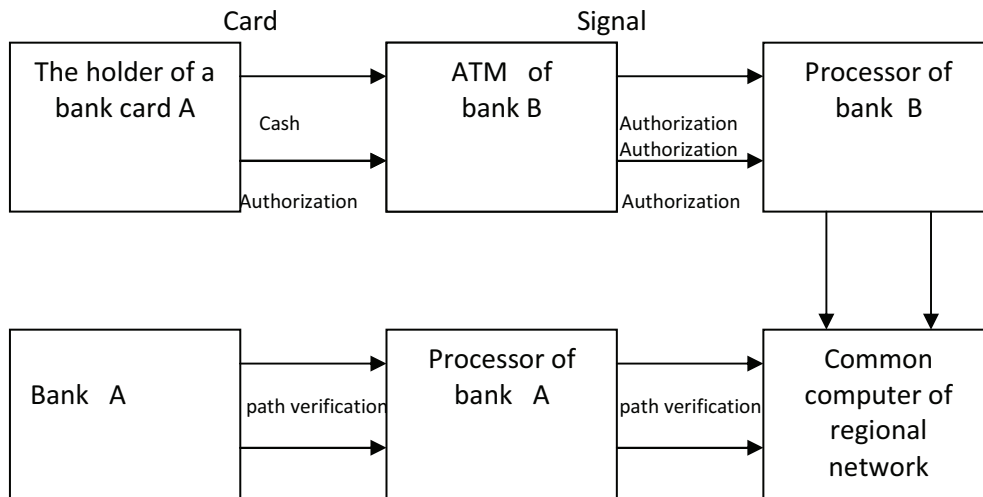 Card
Signal
The holder of a
bank card A
ATM of
bank B
Processor of
bank B
Cash
Authorization
Authorization
Authorization
Authorization
Bank A
Processor of
bank A
Common
computer of
regional
network
path verification
path verification